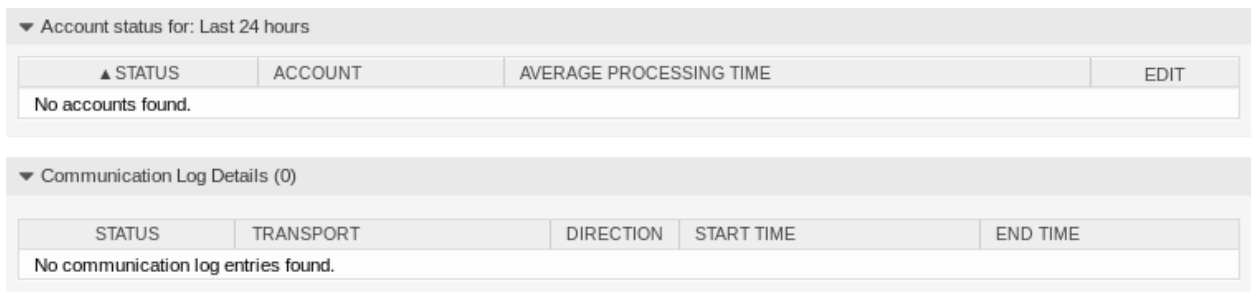 Account status for: Last 24 hours
▲ STATUS ACCOUNT AVERAGE PROCESSING TIME EDIT
No accounts found.
Communication Log Details (0)
STATUS TRANSPORT DIRECTION START TIME END TIME
No communication log entries found.